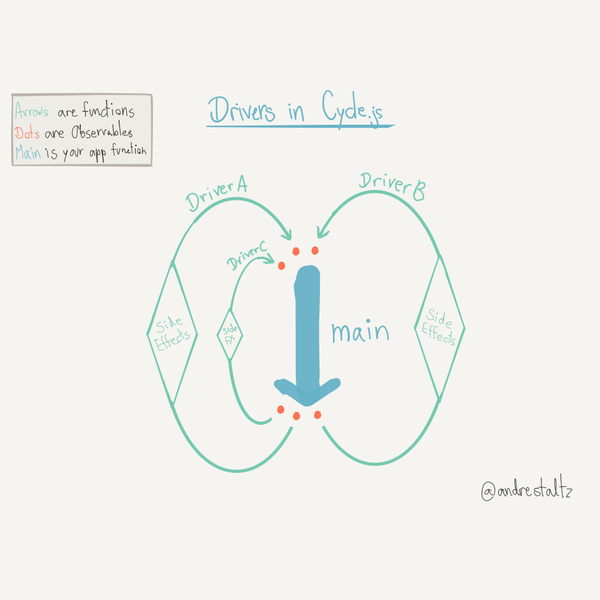 Drivers in Cycle.js
Arrows are functions
Dots are Observables
Main is your app function
Driver A
Driver B
Driver C
Side
Effects
Side
FX
Side
Effects
main
@andrestaltz